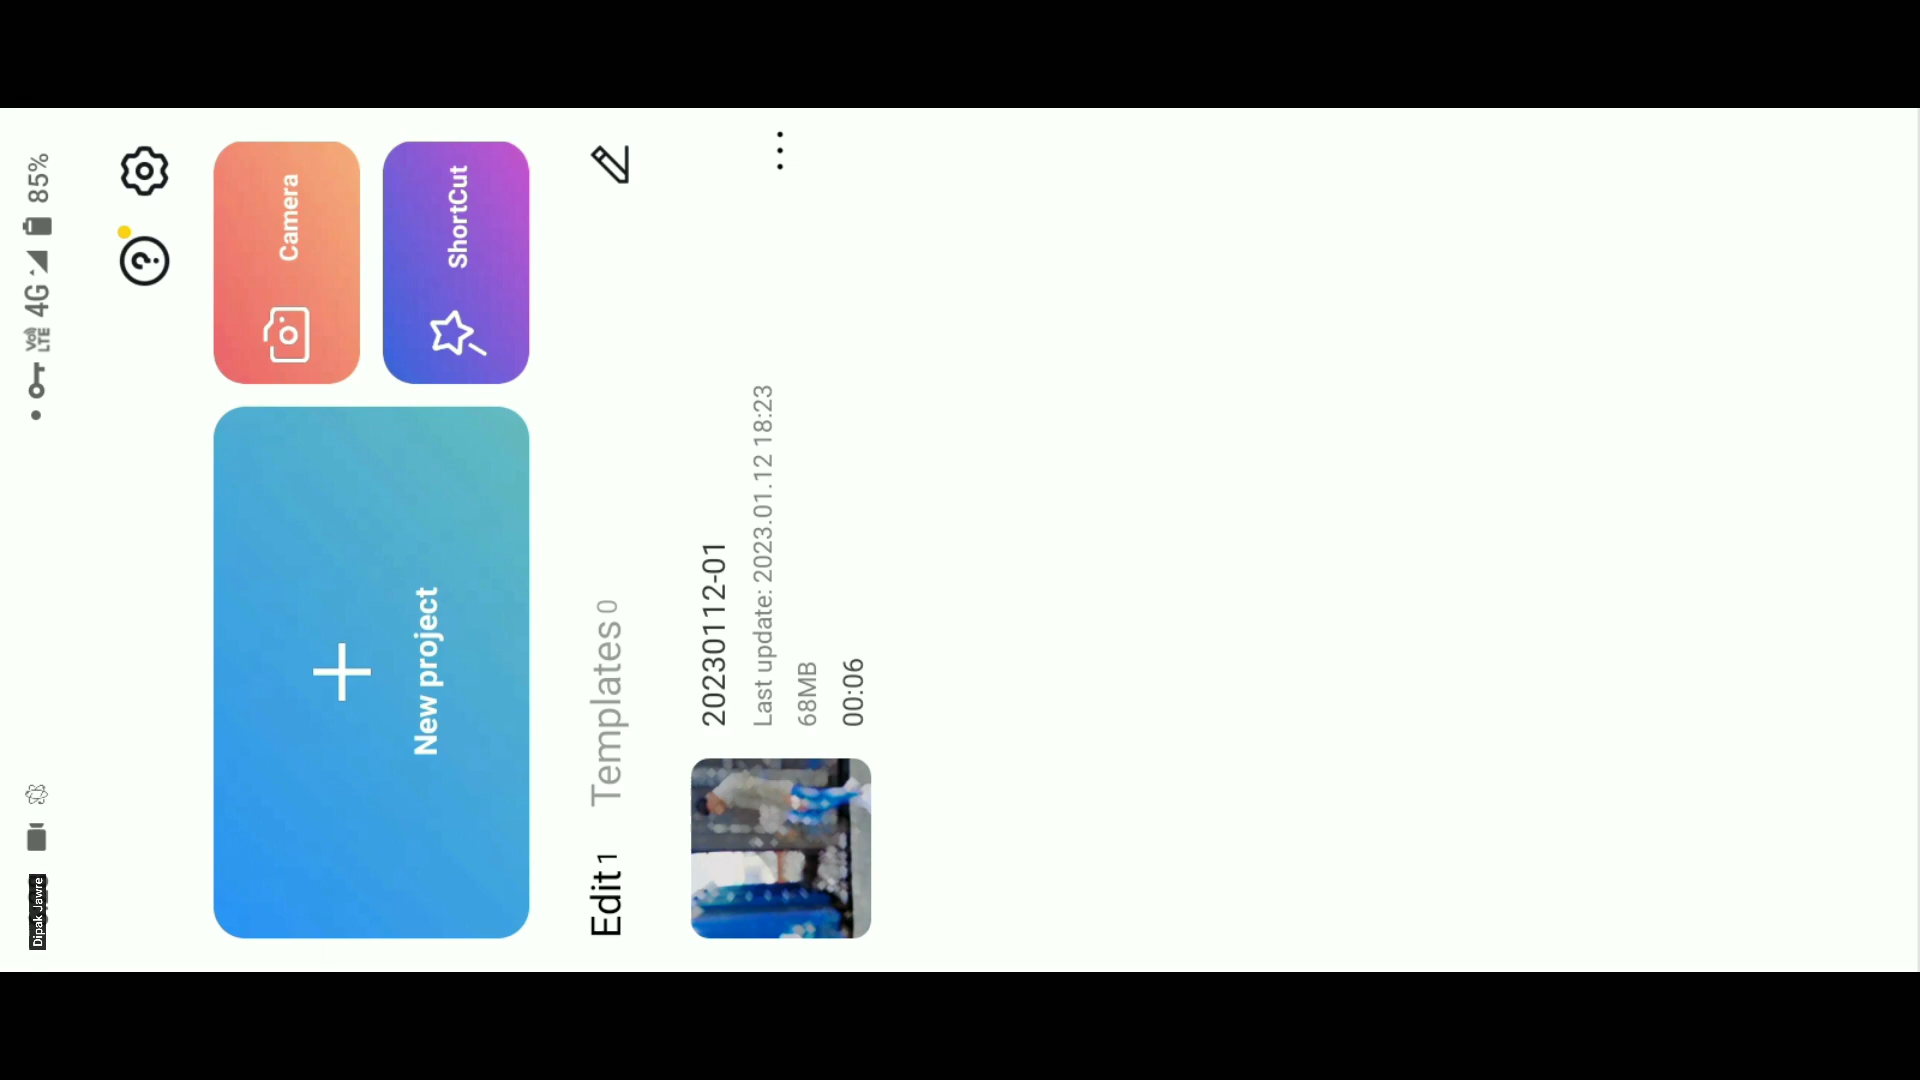 Dipak Jawre
Vo))
LTE
4G
85%
New project
Camera
ShortCut
Edit 1
Templates 0
20230112-01
Last update: 2023.01.12 18:23
68MB
00:06